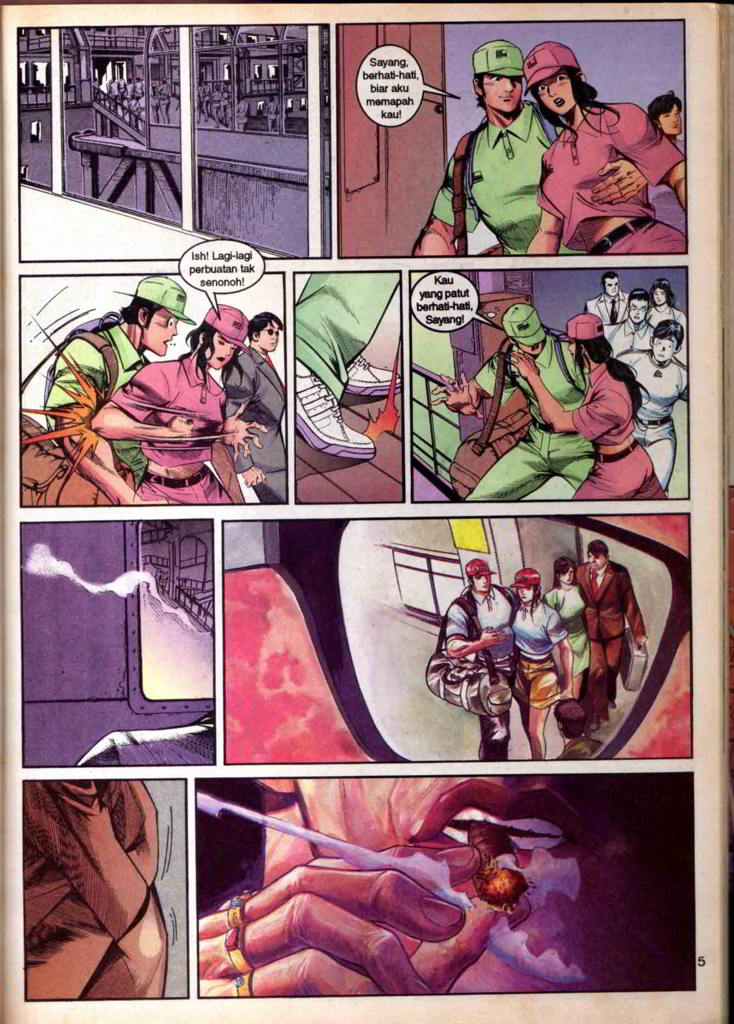 Sayang,
berhati-hati,
biar aku
memapah
kau!
Ish! Lagi-lagi
perbuatan tak
senonoh!
Kau
yang patut
berhati-hati,
Sayang!
5